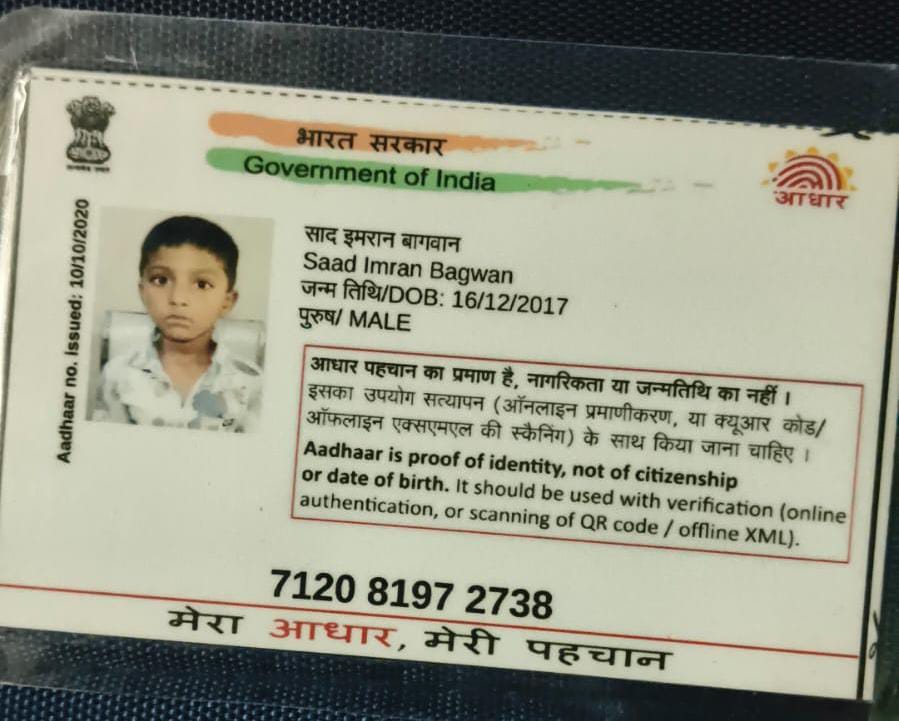 भारत सरकार
Government of India
आधार
Aadhaar no. issued: 10/10/2020
साद इमरान बागवान
Saad Imran Bagwan
जन्म तिथि/DOB: 16/12/2017
पुरुष/ MALE
आधार पहचान का प्रमाण है, नागरिकता या जन्मतिथि का नहीं ।
इसका उपयोग सत्यापन (ऑनलाइन प्रमाणीकरण, या क्यूआर कोड/
ऑफलाइन एक्सएमएल की स्कैनिंग) के साथ किया जाना चाहिए ।
Aadhaar is proof of identity, not of citizenship
or date of birth. It should be used with verification (online
authentication, or scanning of QR code / offline XML).
7120 8197 2738
मेरा आधार, मेरी पहचान